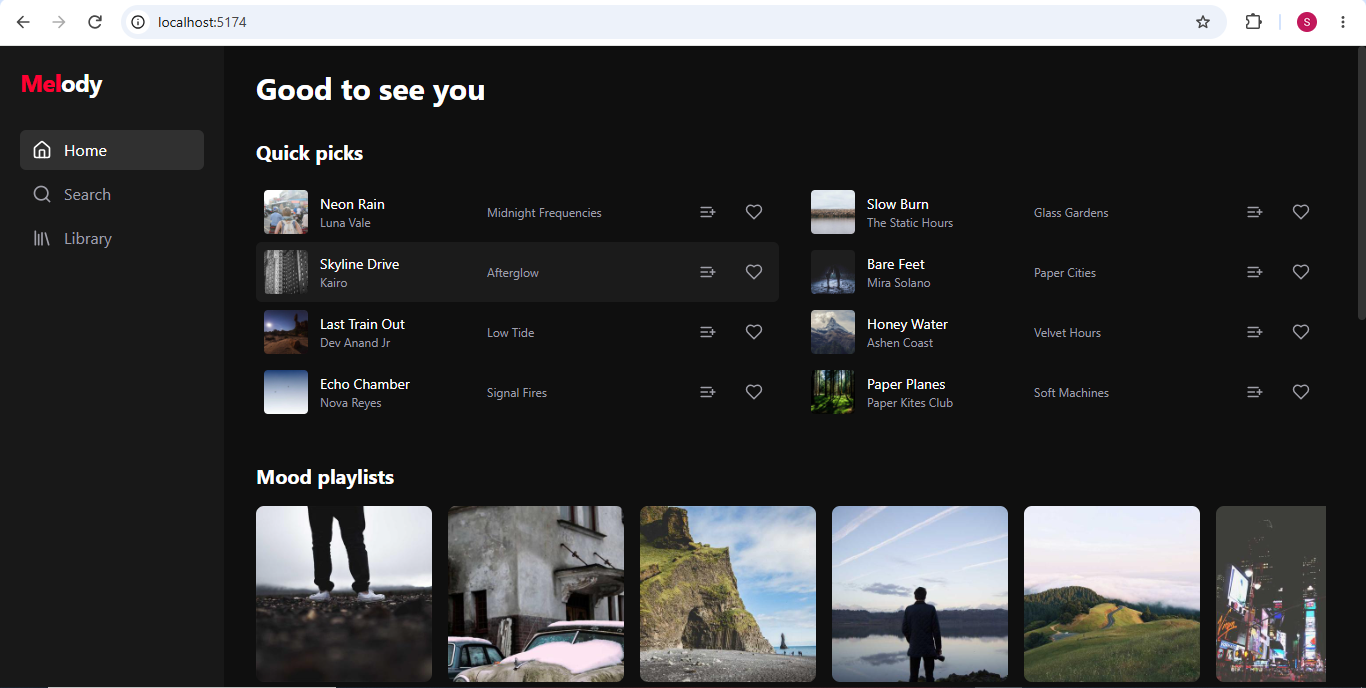 localhost:5174
S
Melody
Home
Search
Library
Good to see you
Quick picks
Neon Rain
Luna Vale
Midnight Frequencies
Slow Burn
The Static Hours
Glass Gardens
Skyline Drive
Kairo
Afterglow
Bare Feet
Mira Solano
Paper Cities
Last Train Out
Dev Anand Jr
Low Tide
Honey Water
Ashen Coast
Velvet Hours
Echo Chamber
Nova Reyes
Signal Fires
Paper Planes
Paper Kites Club
Soft Machines
Mood playlists